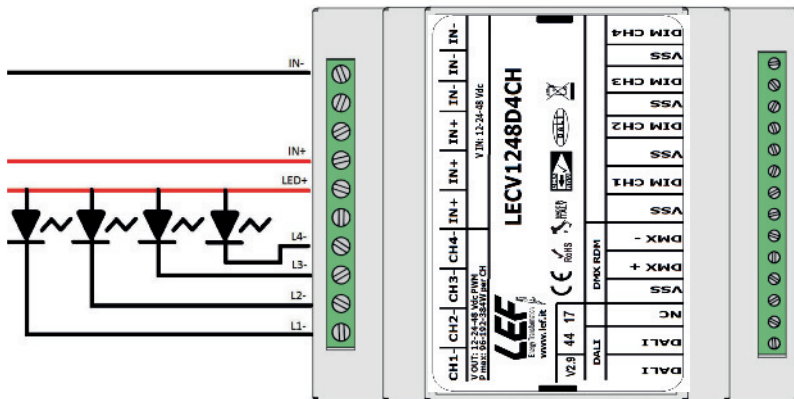 IN-
IN+
LED+
L4-
L3-
L2-
L1-
IN-
IN-
IN-
IN+
IN+
IN+
CH4-
CH3-
CH2-
CH1-
V IN: 12-24-48 Vdc
V OUT: 12-24-48 Vdc PWM
P max: 96-192-384W per CH
LECV1248D4CH
DALI
RoHS
CE
LEF
www.lef.it
V2.9
44
17
DMX RDM
DALI
DIM CH4
VSS
DIM CH3
VSS
DIM CH2
VSS
DIM CH1
VSS
DMX -
DMX +
VSS
NC
DALI
DALI